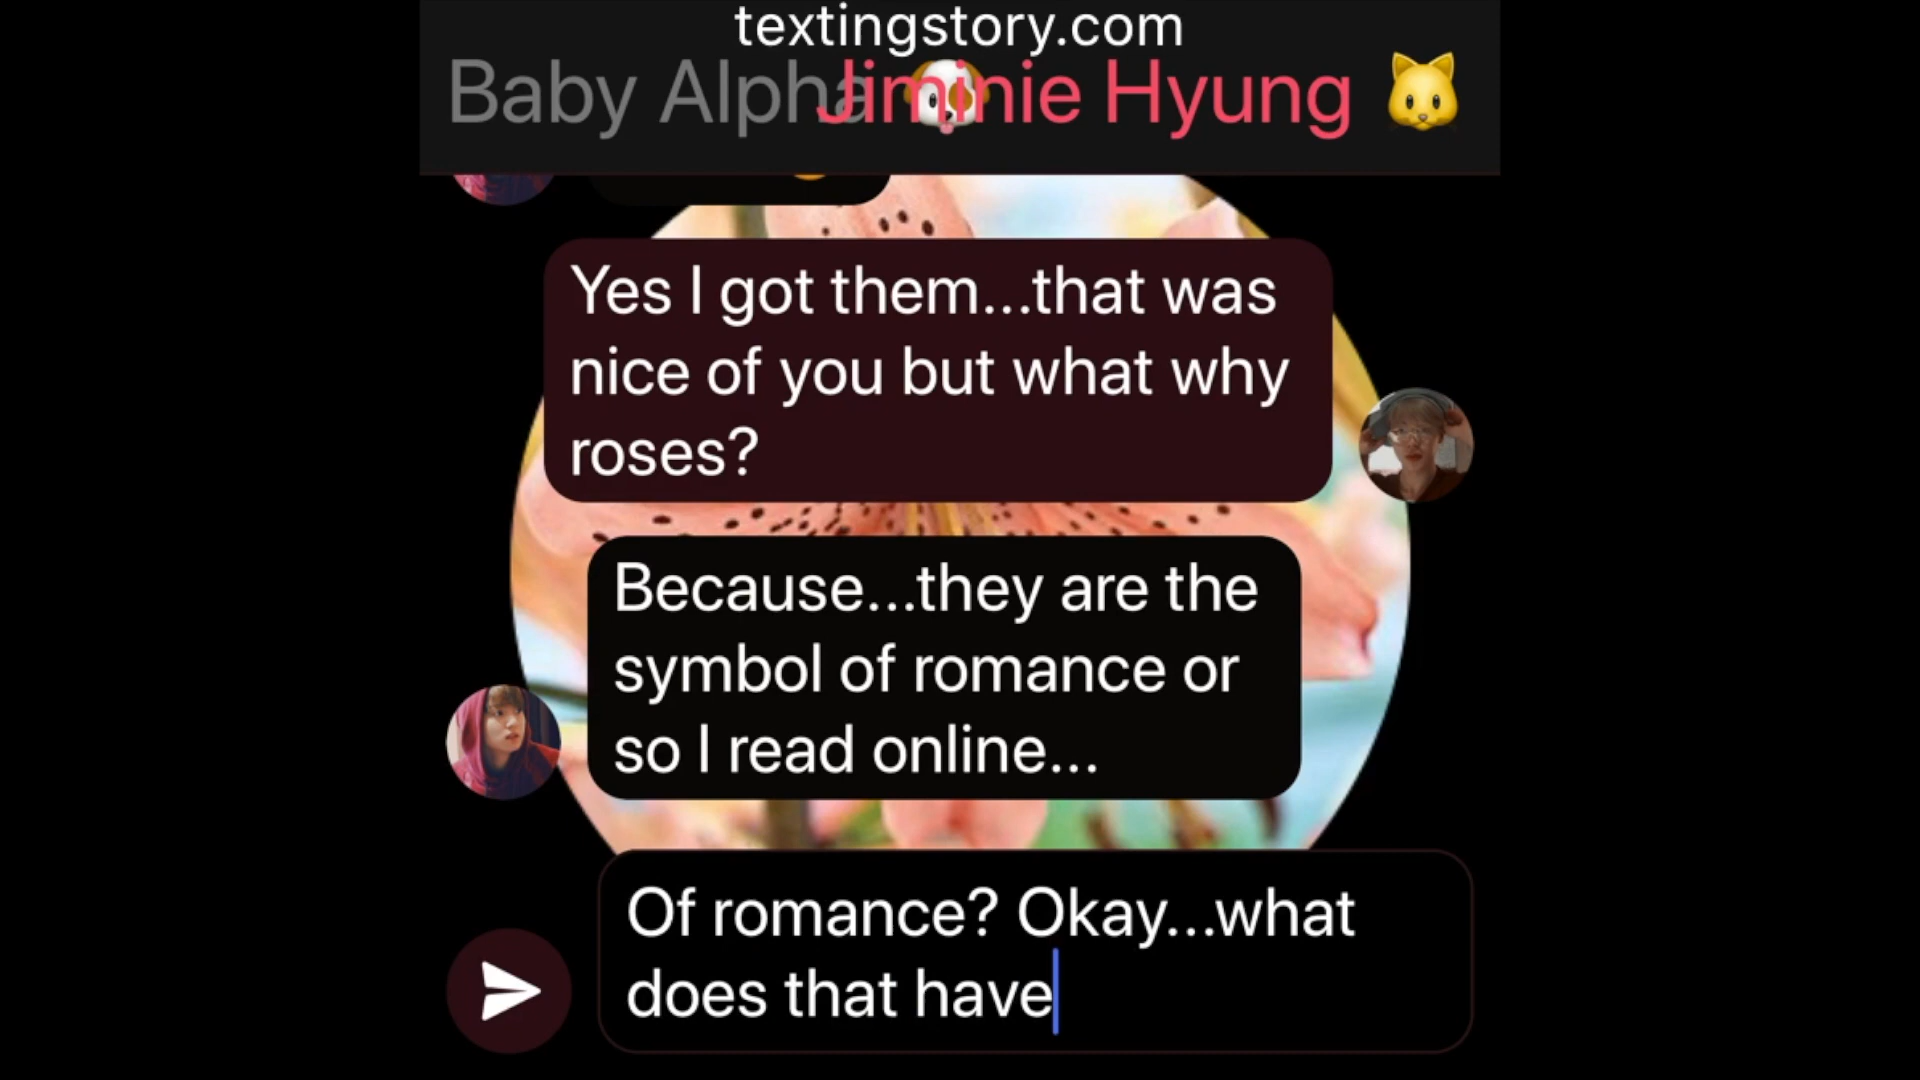 textingstory.com
Baby Alpha Jiminie Hyung
Yes I got them...that was
nice of you but what why
roses?
Because...they are the
symbol of romance or
so I read online...
Of romance? Okay...what
does that have